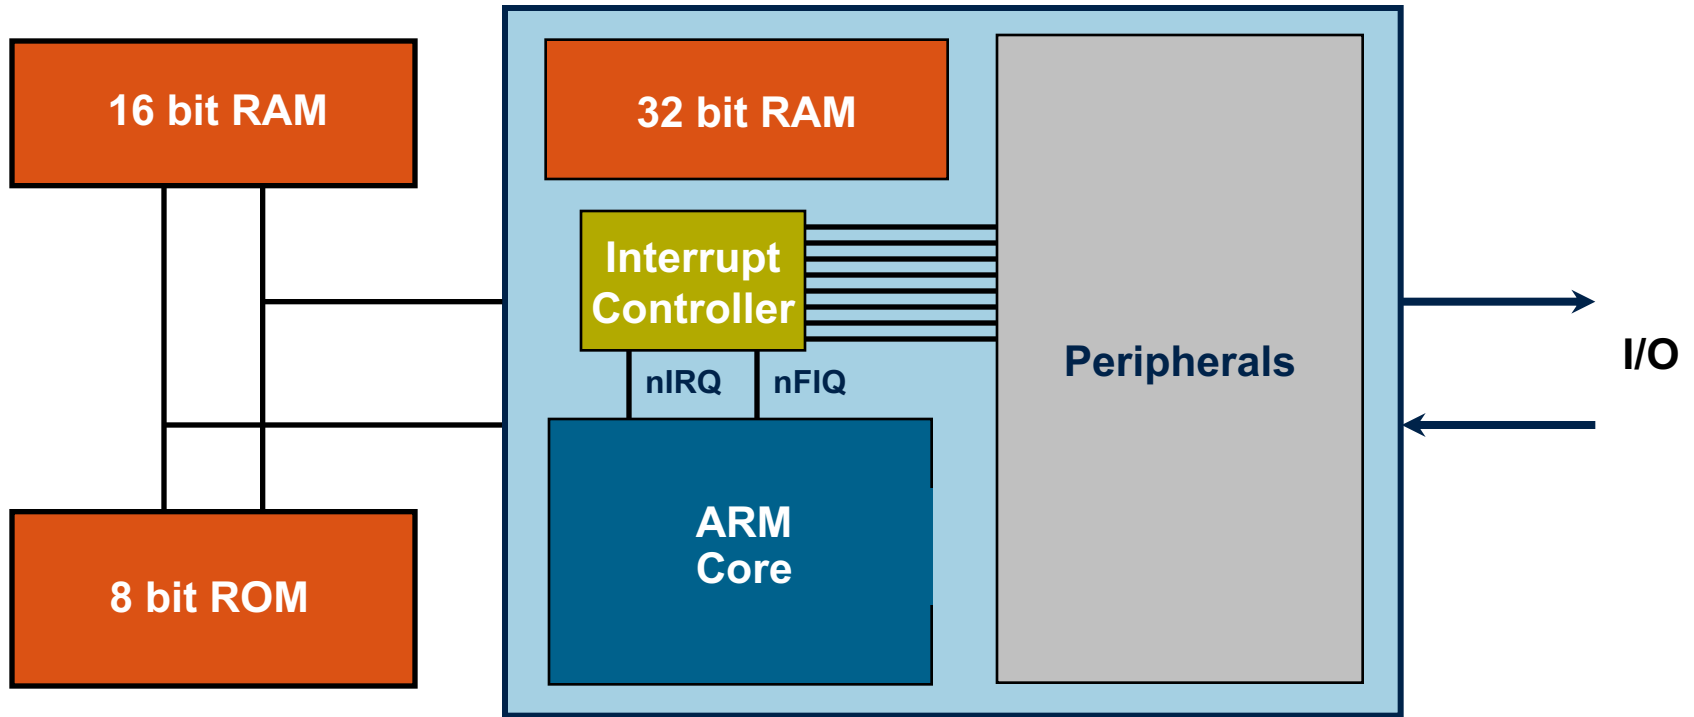 16 bit RAM
32 bit RAM
Interrupt
Controller
nIRQ
nFIQ
Peripherals
I/O
ARM
Core
8 bit ROM